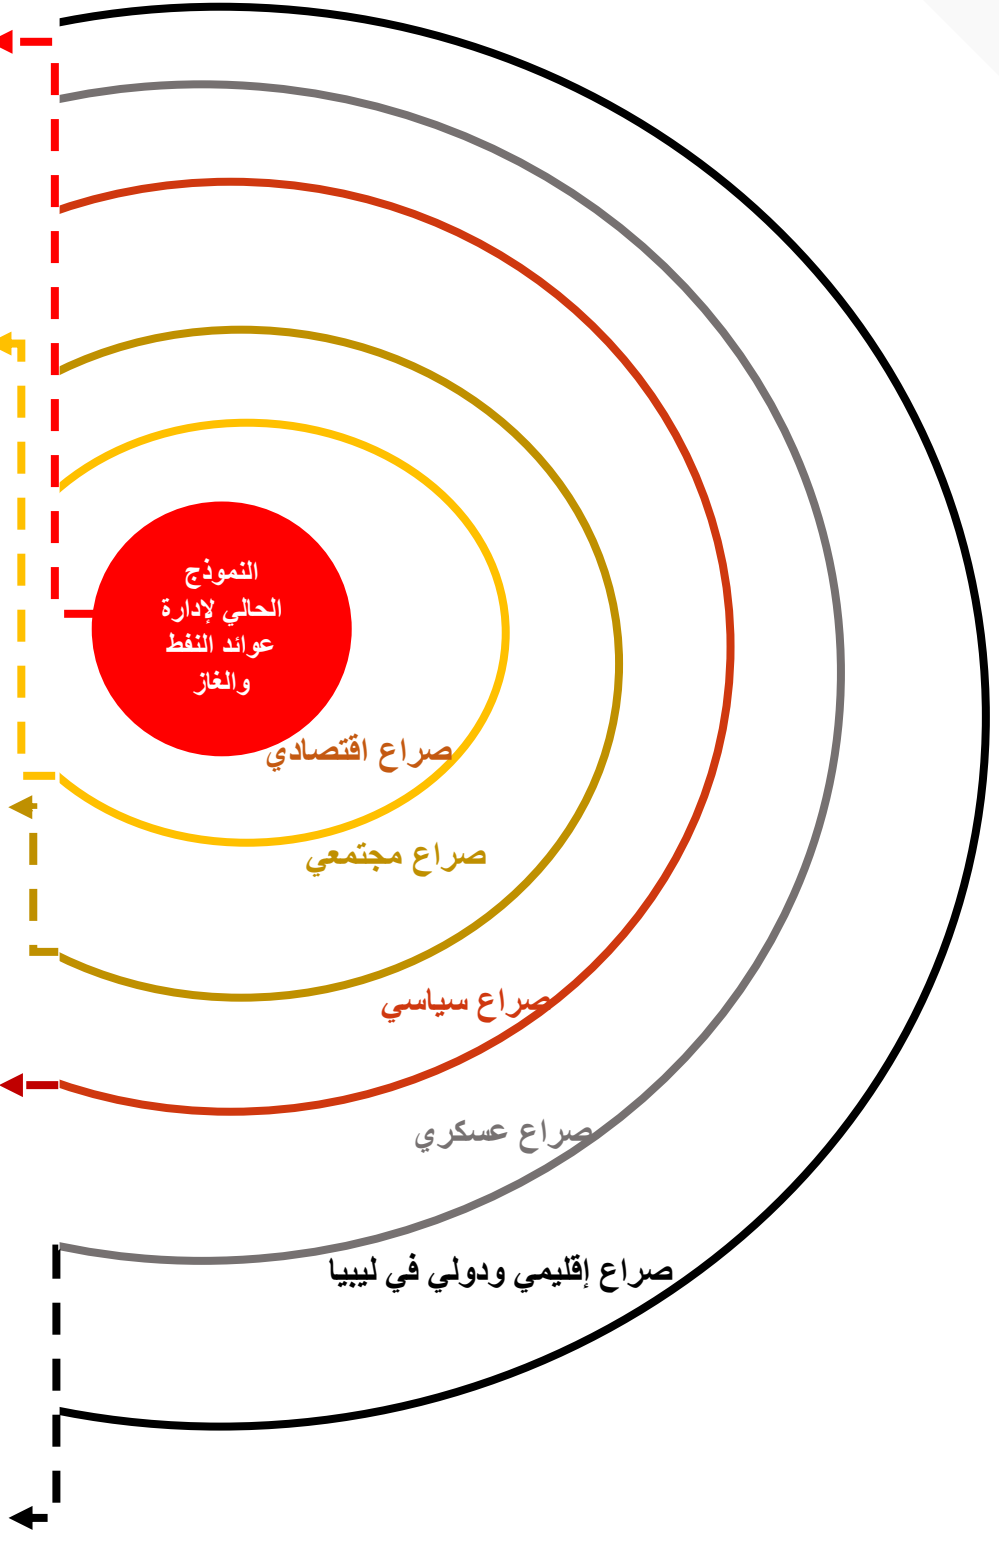 النموذج
الحالي لإدارة
عوائد النفط
والغاز
صراع اقتصادي
صراع مجتمعي
صراع سياسي
صراع عسكري
صراع إقليمي ودولي في ليبيا